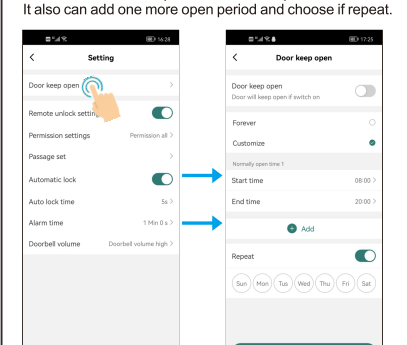 It also can add one more open period and choose if repeat.
16:28
Setting
Door keep open
Remote unlock setting
Permission settings Permission all
Passage set
Automatic lock
Auto lock time 5s
Alarm time 1 Min 0 s
Doorbell volume Doorbell volume high
17:25
Door keep open
Door keep open
Door will keep open if switch on
Forever
Customize
Normally open time 1
Start time 08:00
End time 20:00
Add
Repeat
Sun Mon Tus Wed Thu Fri Sat